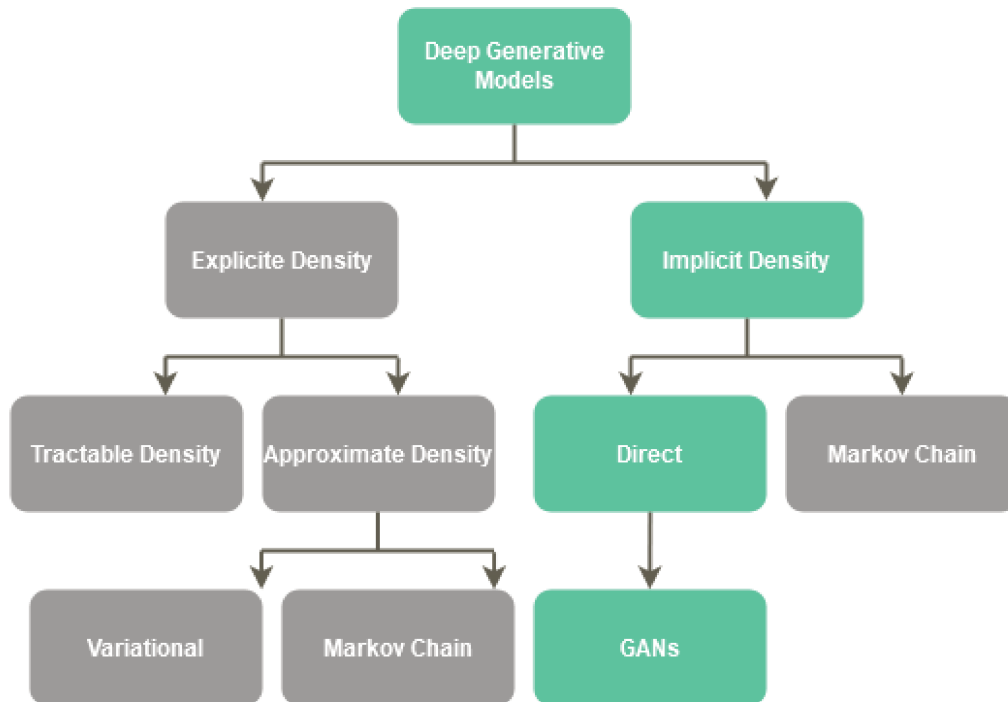 Deep Generative
Models
Explicite Density
Implicit Density
Tractable Density
Approximate Density
Direct
Markov Chain
Variational
Markov Chain
GANs